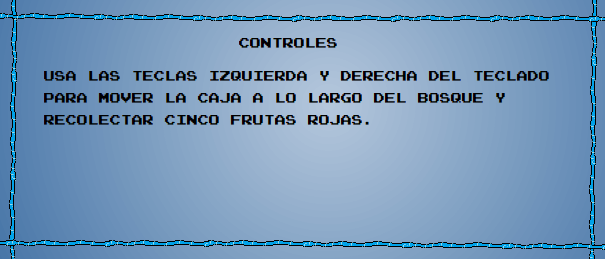 CONTROLES
USA LAS TECLAS IZQUIERDA Y DERECHA DEL TECLADO
PARA MOVER LA CAJA A LO LARGO DEL BOSQUE Y
RECOLECTAR CINCO FRUTAS ROJAS.